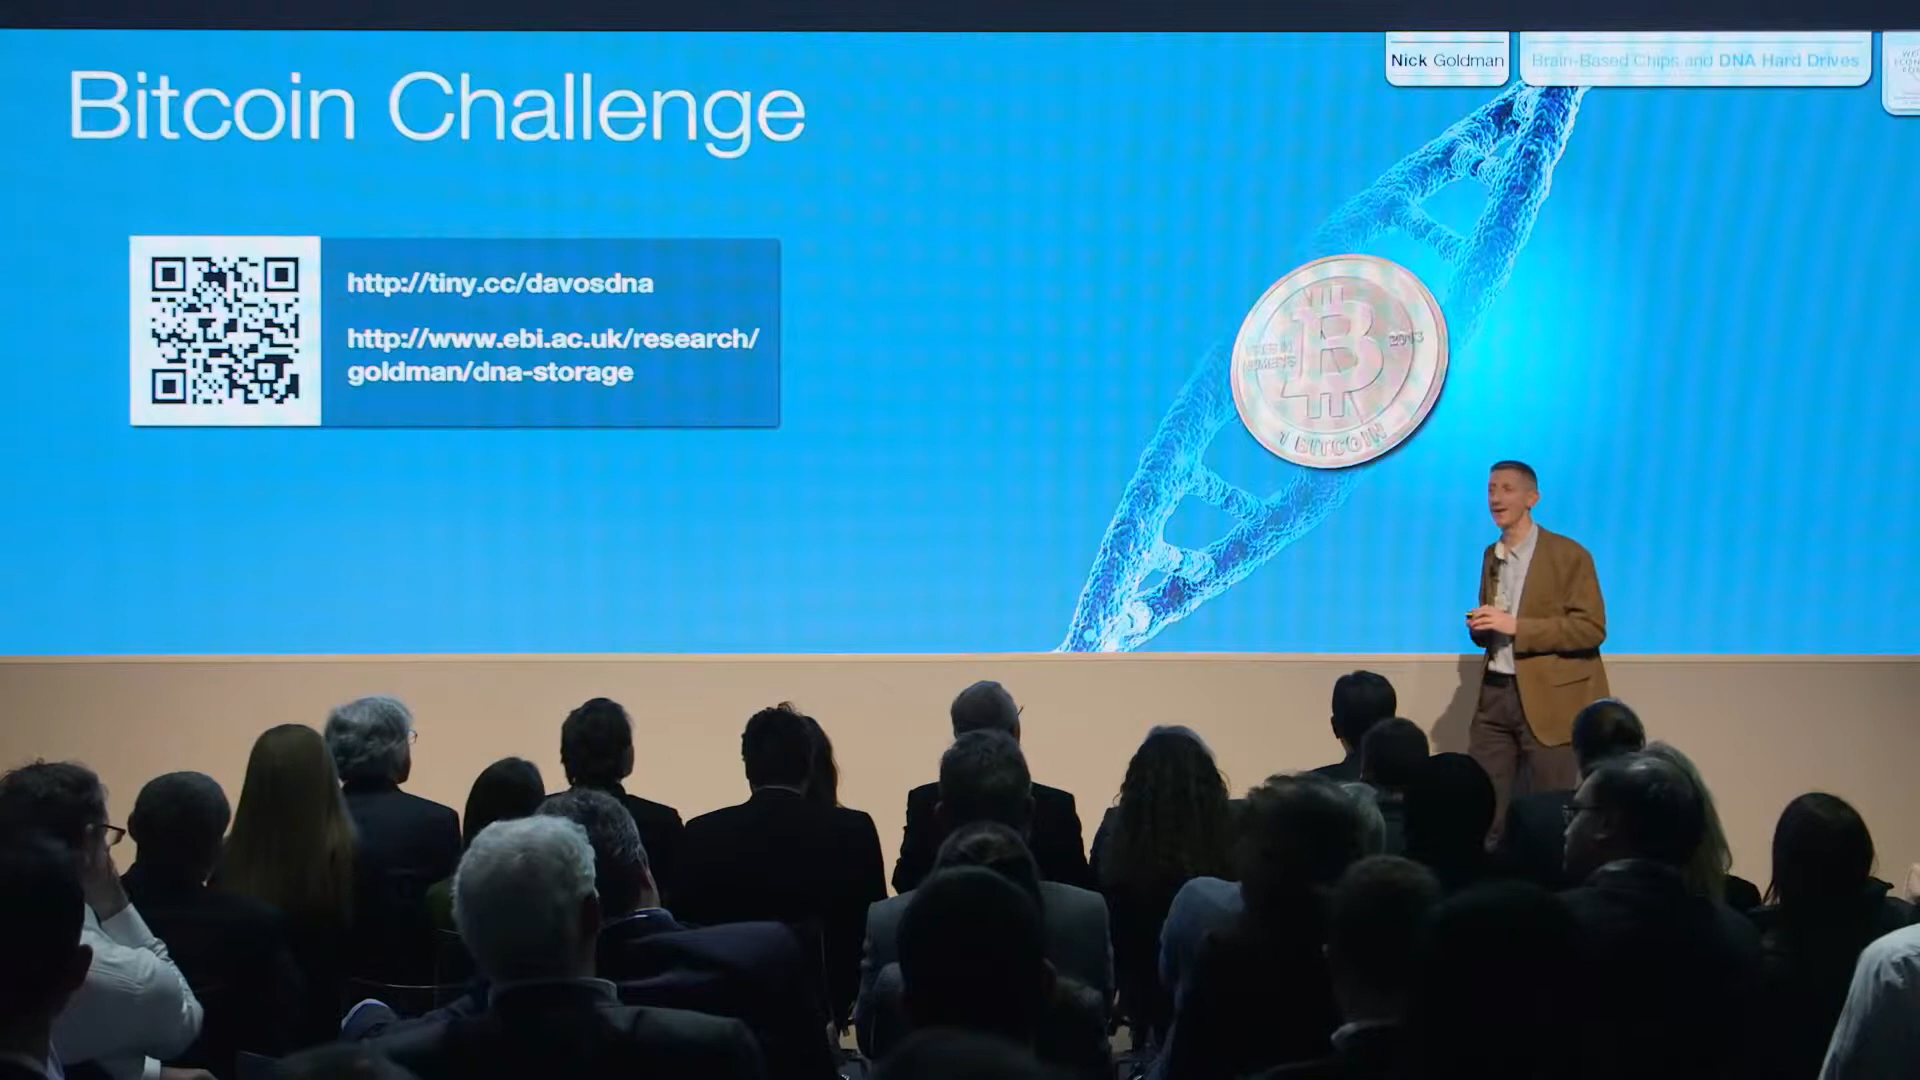 Nick Goldman
Brain-Based Chips and DNA Hard Drives
Bitcoin Challenge
http://tiny.cc/davosdna
http://www.ebi.ac.uk/research/
goldman/dna-storage
2013
1 BITCOIN